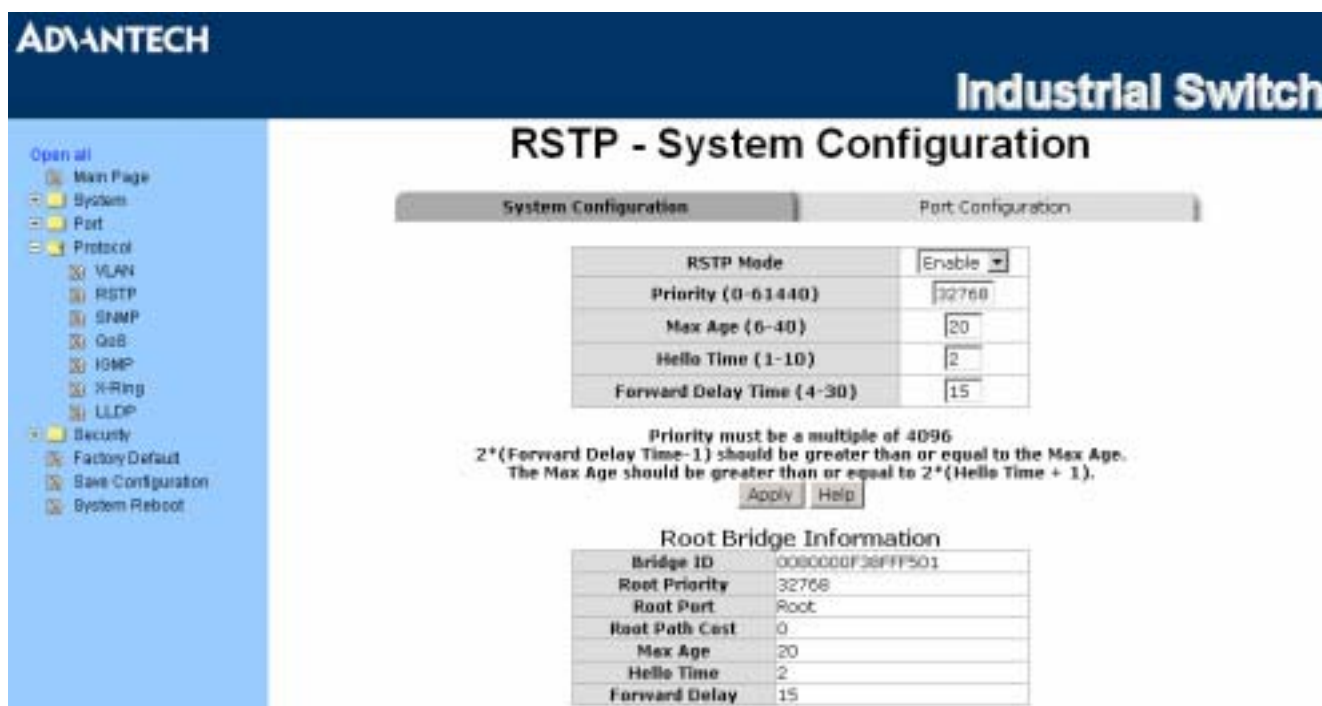 ADVANTECH
Industrial Switch
Open all
Main Page
System
Port
Protocol
VLAN
RSTP
SNMP
QoS
IGMP
X-Ring
LLDP
Security
Factory Default
Save Configuration
System Reboot
RSTP - System Configuration
System Configuration Port Configuration
RSTP Mode Enable
Priority (0-61440) 32768
Max Age (6-40) 20
Hello Time (1-10) 2
Forward Delay Time (4-30) 15
Priority must be a multiple of 4096
2*(Forward Delay Time-1) should be greater than or equal to the Max Age.
The Max Age should be greater than or equal to 2*(Hello Time + 1).
Apply Help
Root Bridge Information
Bridge ID 0080000F38FFF501
Root Priority 32768
Root Port Root
Root Path Cost 0
Max Age 20
Hello Time 2
Forward Delay 15